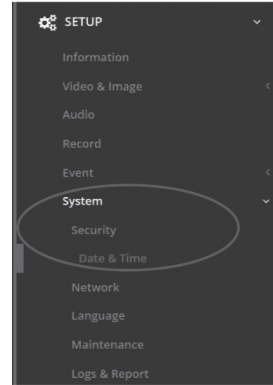 SETUP
Information
Video & Image
Audio
Record
Event
System
Security
Date & Time
Network
Language
Maintenance
Logs & Report